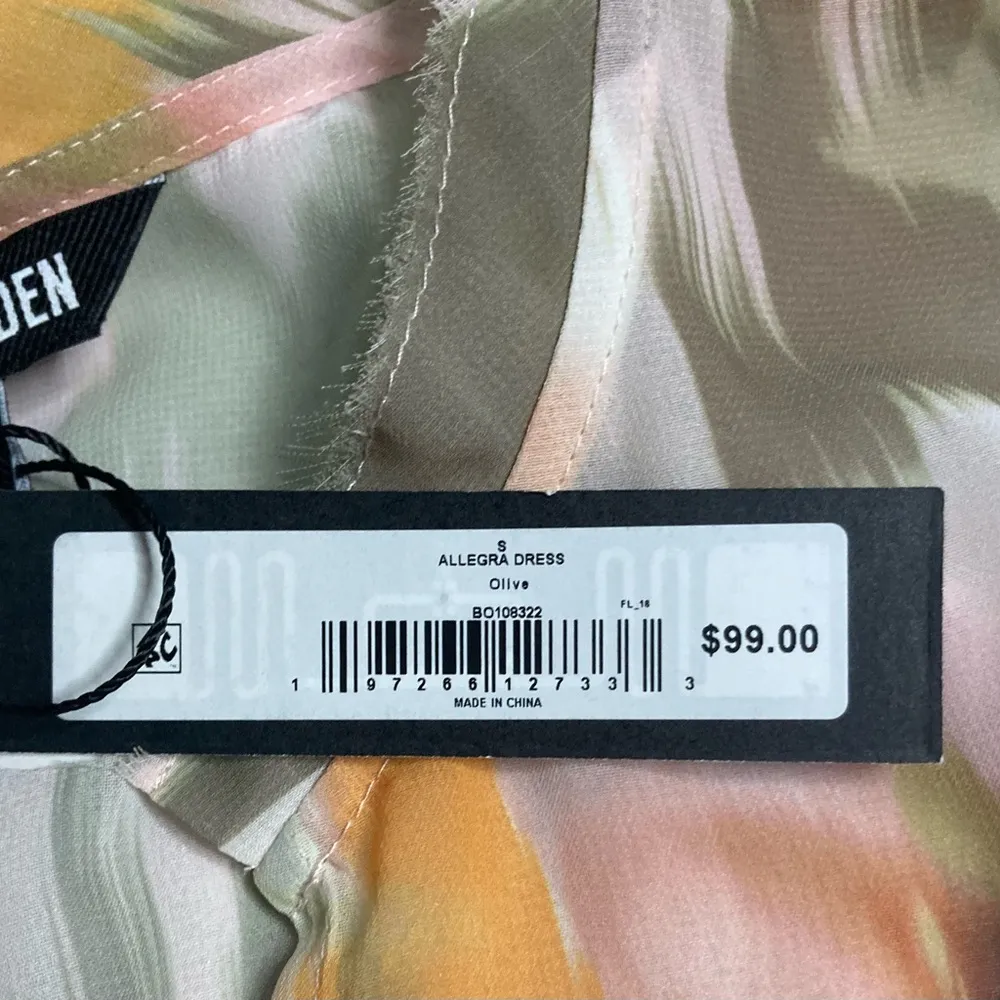 DEN
S
ALLEGRA DRESS
Olive
BO108322
FL_16
$99.00
1 97266 12733 3
MADE IN CHINA